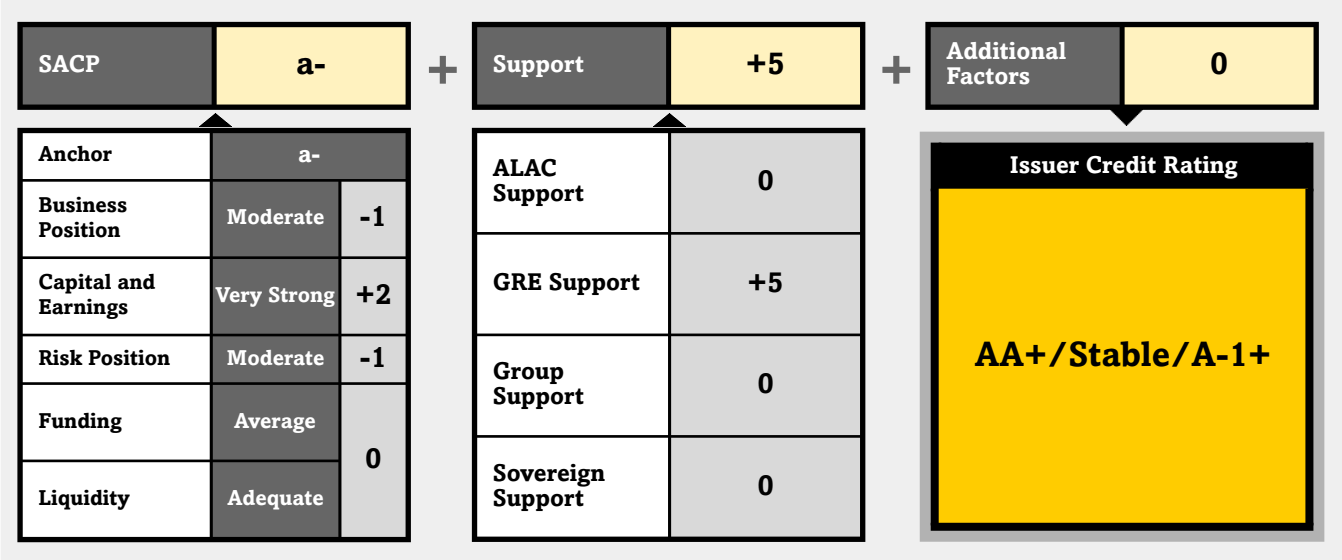 SACP
a-
+
Support
+5
+
Additional
Factors
0
Anchor
a-
Business
Position
Moderate
-1
Capital and
Earnings
Very Strong
+2
Risk Position
Moderate
-1
Funding
Average
0
Liquidity
Adequate
ALAC
Support
0
GRE Support
+5
Group
Support
0
Sovereign
Support
0
Issuer Credit Rating
AA+/Stable/A-1+